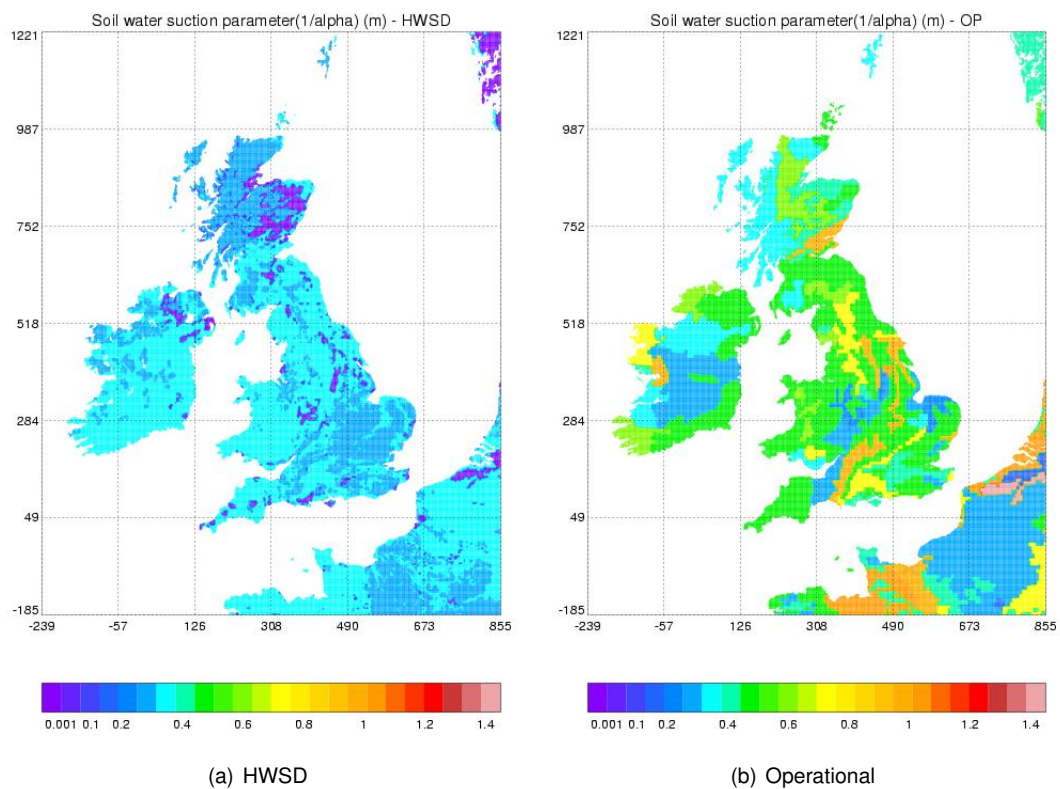 Soil water suction parameter(1/alpha) (m) - HWSD
1221
987
752
518
284
49
-185
-239 -57 126 308 490 673 855
0.001 0.1 0.2 0.4 0.6 0.8 1 1.2 1.4
(a) HWSD
Soil water suction parameter(1/alpha) (m) - OP
1221
987
752
518
284
49
-185
-239 -57 126 308 490 673 855
0.001 0.1 0.2 0.4 0.6 0.8 1 1.2 1.4
(b) Operational